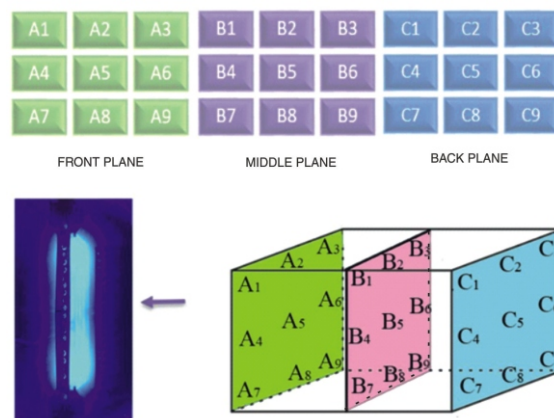 A1 A2 A3 B1 B2 B3 C1 C2 C3
A4 A5 A6 B4 B5 B6 C4 C5 C6
A7 A8 A9 B7 B8 B9 C7 C8 C9
FRONT PLANE MIDDLE PLANE BACK PLANE
A3 B3
A2 B2 C2
A1 B1 C1
A6 B6
A5 B5 C5
A4 B4 C4
A9 B9
A8 B8 C8
A7 B7 C7